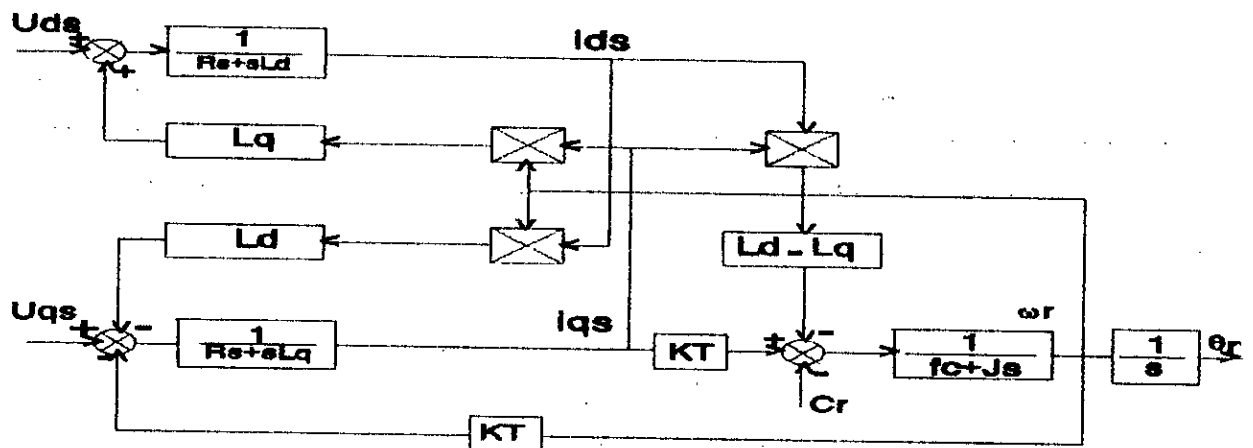 Uds
+
+
1
Rs+sLd
Ids
Lq
Ld
Ld - Lq
Uqs
+
-
-
1
Rs+sLq
Iqs
KT
+
-
-
Cr
ωr
1
fc+Js
1
s
θr
KT